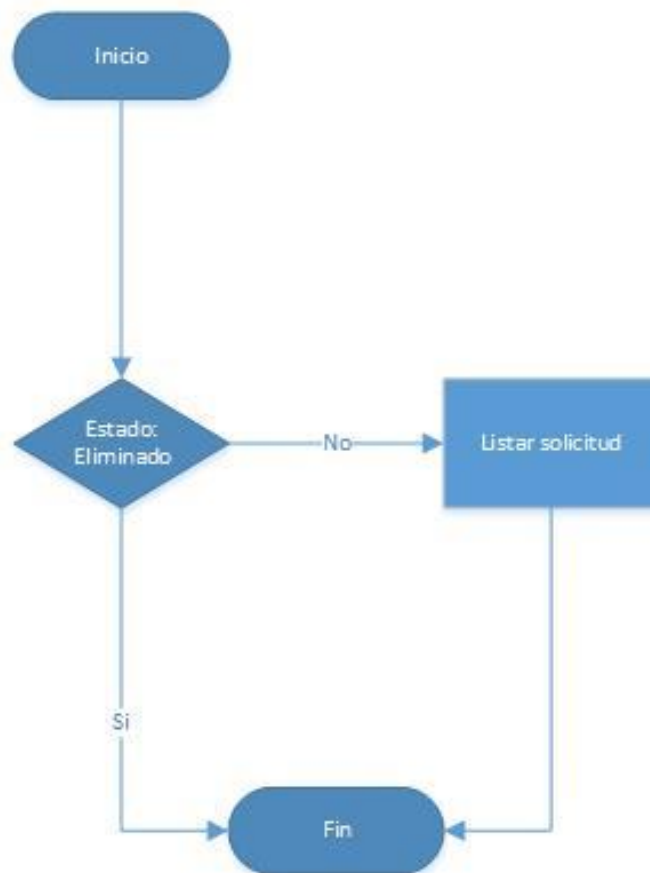 Inicio
Estado:
Eliminado
No
Listar solicitud
Si
Fin